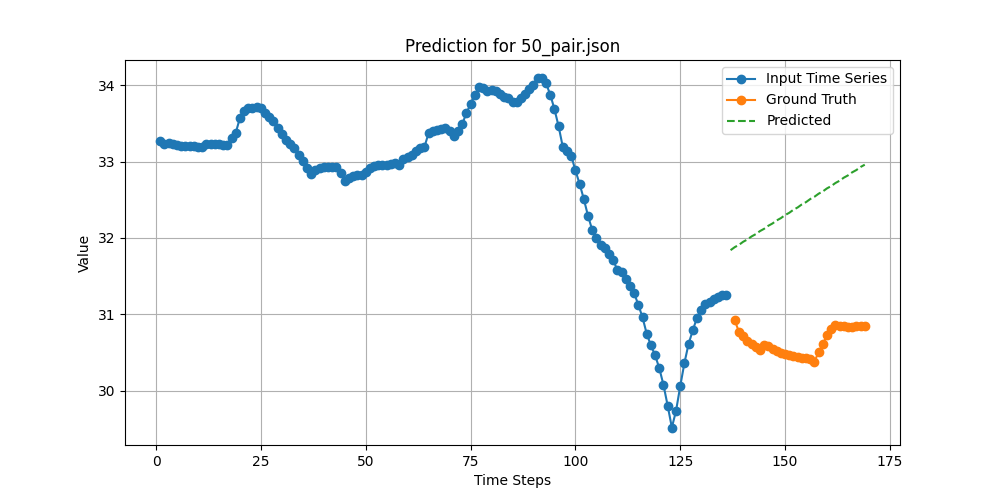 Prediction for 50_pair.json
Input Time Series
Ground Truth
Predicted
Value
34
33
32
31
30
0 25 50 75 100 125 150 175
Time Steps